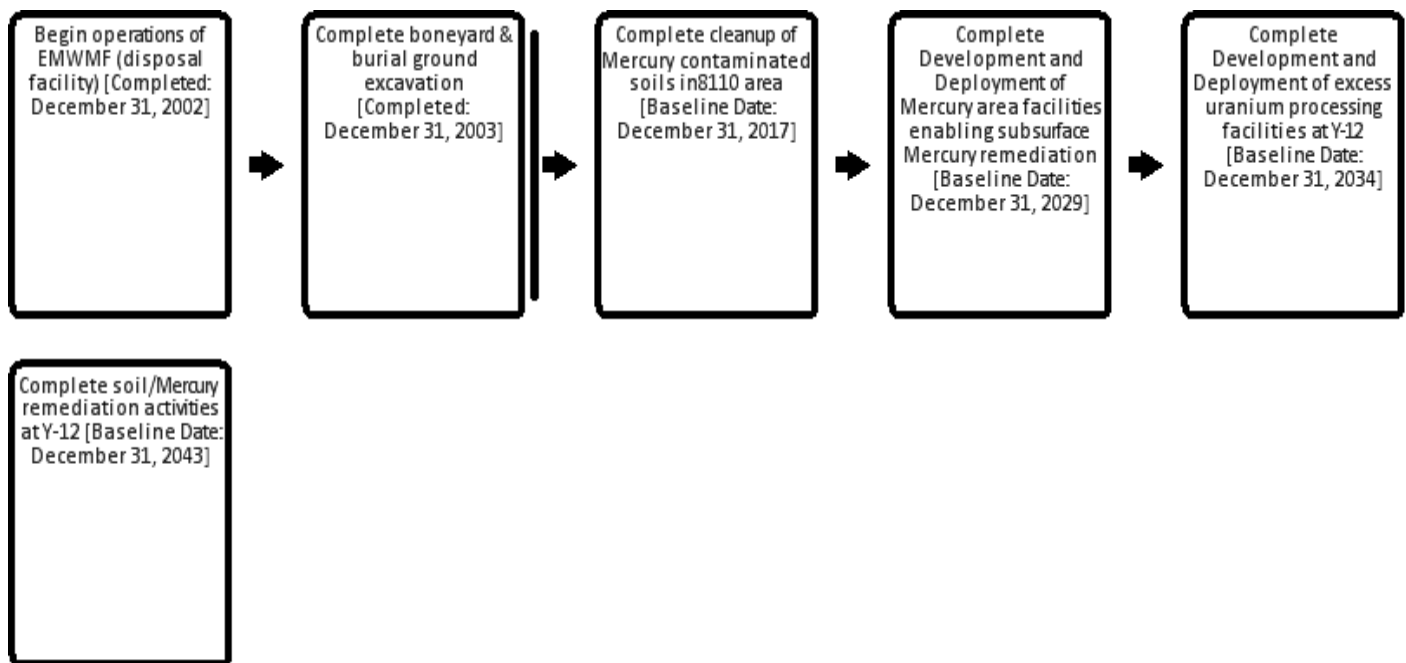 Begin operations of
EMWMF (disposal
facility) [Completed:
December 31, 2002]
Complete boneyard &
burial ground
excavation
[Completed:
December 31, 2003]
Complete cleanup of
Mercury contaminated
soils in8110 area
[Baseline Date:
December 31, 2017]
Complete
Development and
Deployment of
Mercury area facilities
enabling subsurface
Mercury remediation
[Baseline Date:
December 31, 2029]
Complete
Development and
Deployment of excess
uranium processing
facilities at Y-12
[Baseline Date:
December 31, 2034]
Complete soil/Mercury
remediation activities
at Y-12 [Baseline Date:
December 31, 2043]